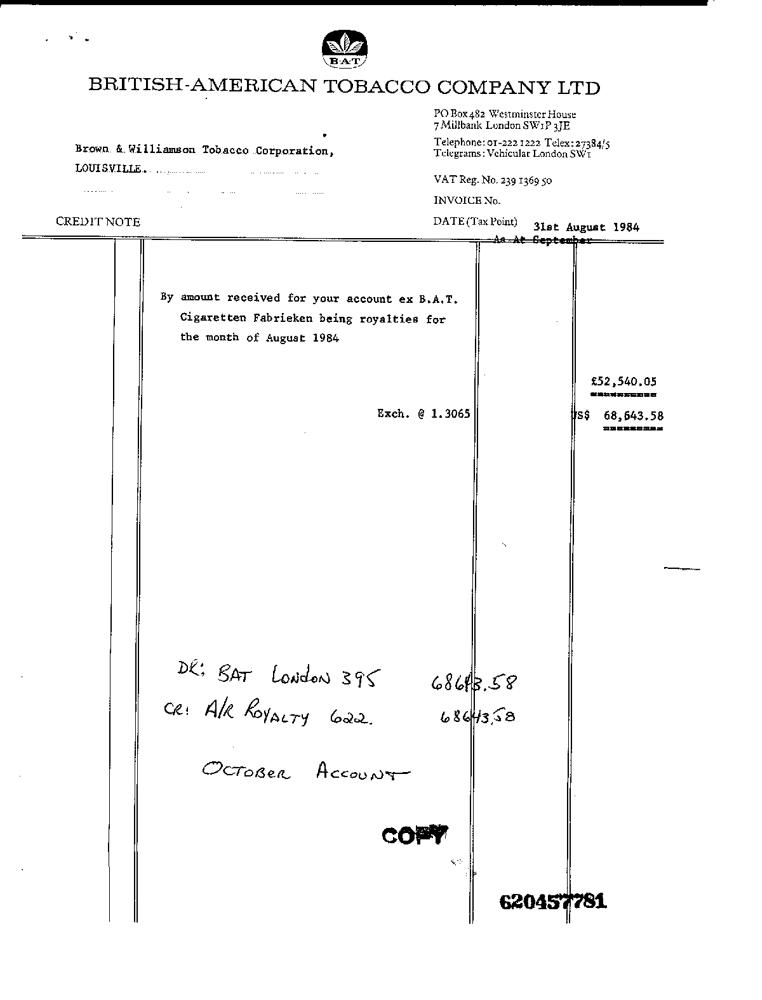 B·A·T
BRITISH-AMERICAN TOBACCO COMPANY LTD
PO Box 482 Westminster House
7 Millbank London SW1P 3JE
Telephone: 01-222 1222 Telex: 27384/5
Telegrams: Vehicular London SW1
Brown & Williamson Tobacco Corporation,
LOUISVILLE.
VAT Reg. No. 239 1369 50
INVOICE No.
CREDIT NOTE
DATE (Tax Point) 31st August 1984
As At September
By amount received for your account ex B.A.T.
Cigaretten Fabrieken being royalties for
the month of August 1984
£52,540.05
Exch. @ 1.3065 US$ 68,643.58
DR: BAT LONDON 395 68643.58
CR: A/R ROYALTY 622. 68643.58
OCTOBER ACCOUNT
COPY
620457781